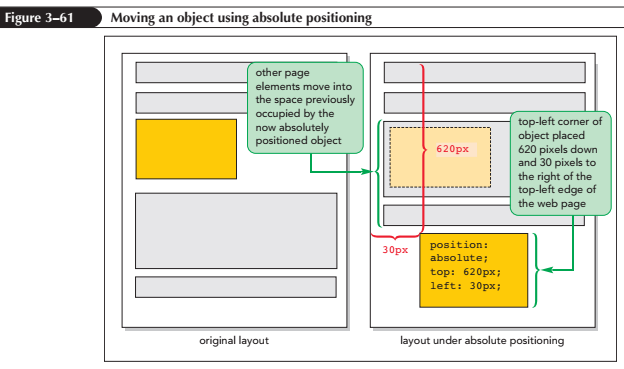 Figure 3–61
Moving an object using absolute positioning
other page
elements move into
the space previously
occupied by the
now absolutely
positioned object
620px
top-left corner of
object placed
620 pixels down
and 30 pixels to
the right of the
top-left edge of
the web page
30px
position:
absolute;
top: 620px;
left: 30px;
original layout
layout under absolute positioning